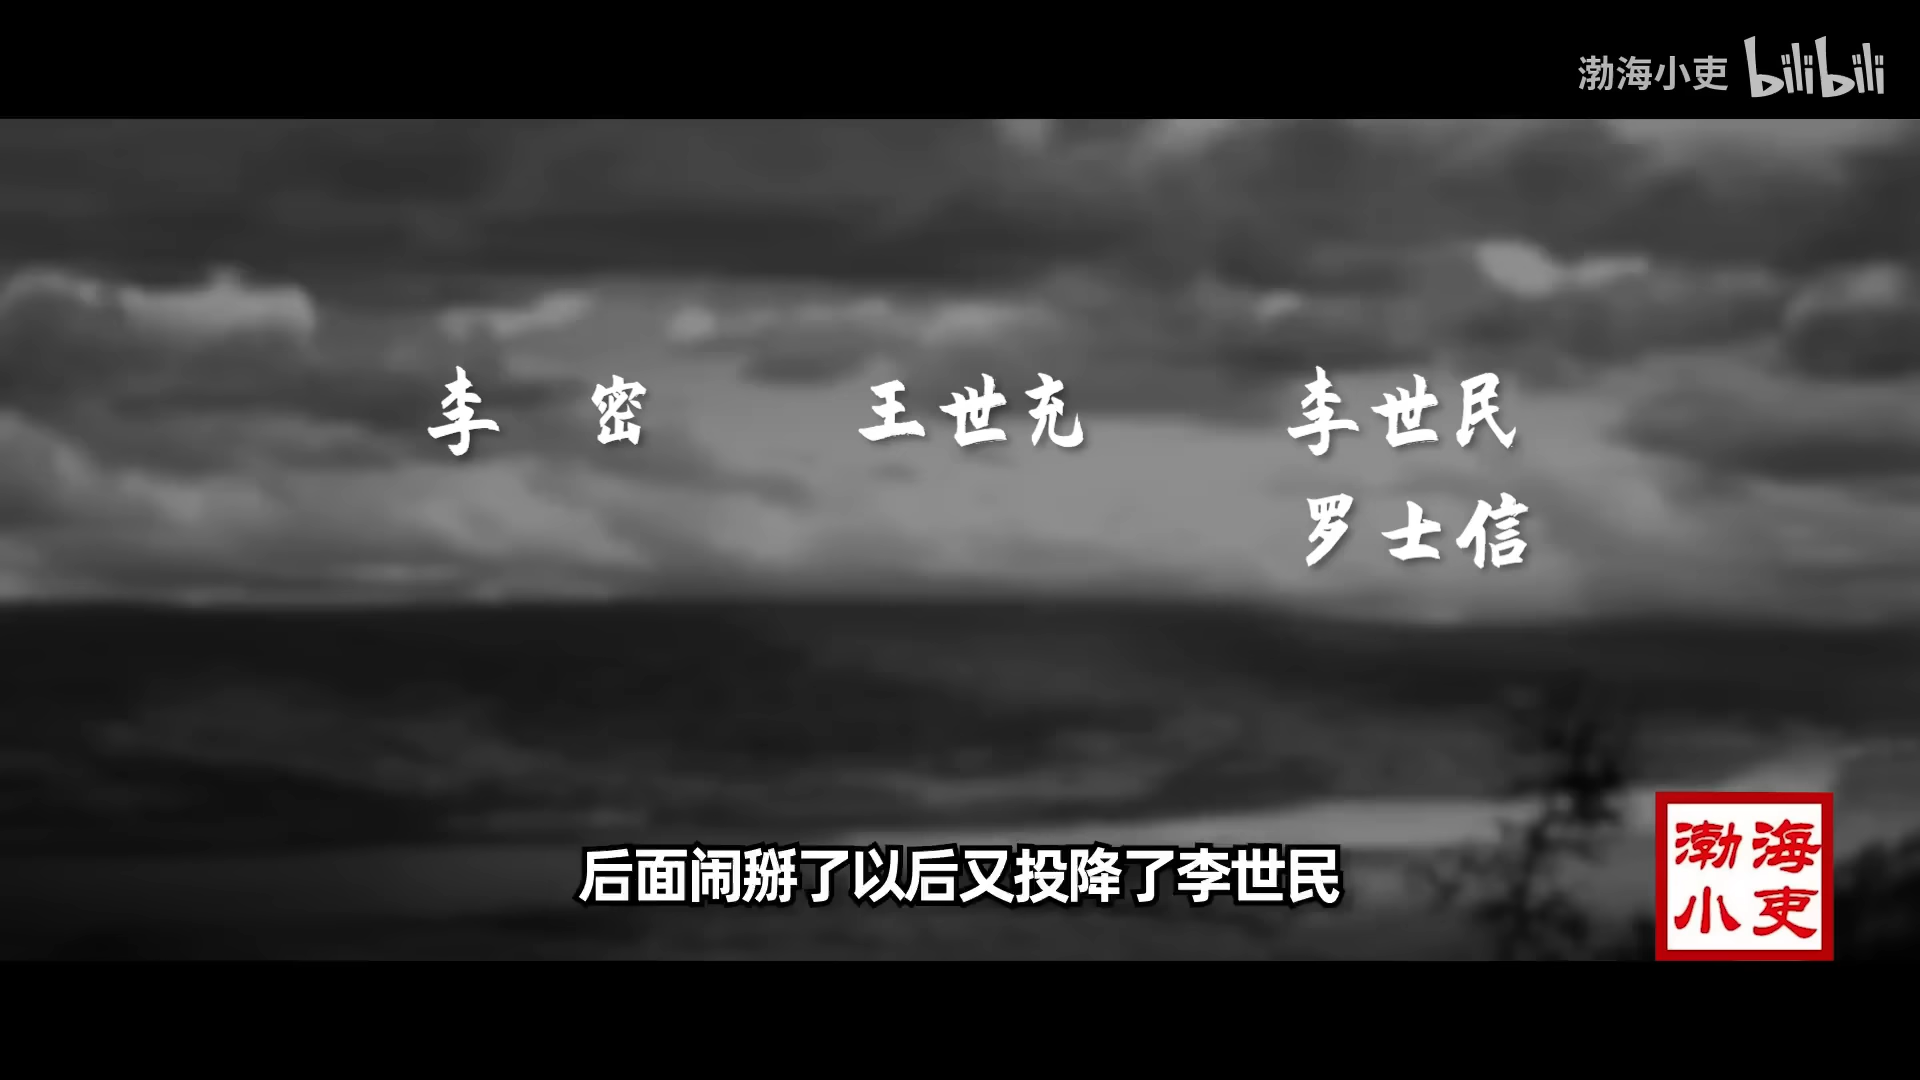 渤海小吏 bilibili
李密 王世充 李世民
罗士信
渤海
小吏
后面闹掰了以后又投降了李世民